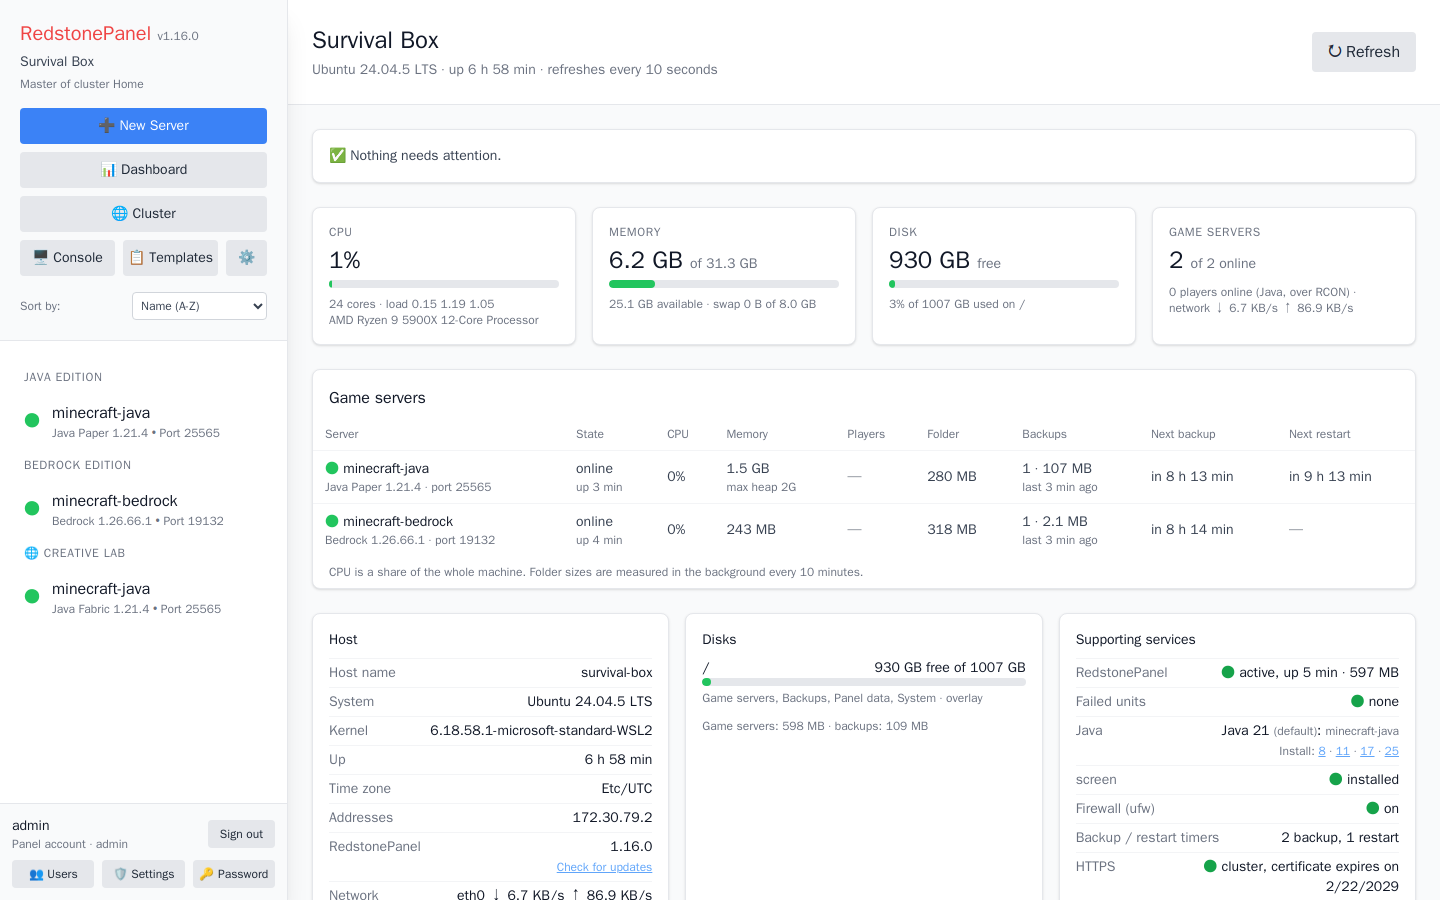 RedstonePanel v1.16.0
Survival Box
Master of cluster Home
➕ New Server
📊 Dashboard
🌐 Cluster
🖥️ Console
📋 Templates
⚙️
Sort by:
Name (A-Z)
JAVA EDITION
minecraft-java
Java Paper 1.21.4 • Port 25565
BEDROCK EDITION
minecraft-bedrock
Bedrock 1.26.66.1 • Port 19132
🌐 CREATIVE LAB
minecraft-java
Java Fabric 1.21.4 • Port 25565
admin
Panel account · admin
Sign out
👥 Users
🛡️ Settings
🔑 Password
Survival Box
Ubuntu 24.04.5 LTS · up 6 h 58 min · refreshes every 10 seconds
↻ Refresh
✅ Nothing needs attention.
CPU
1%
24 cores · load 0.15 1.19 1.05
AMD Ryzen 9 5900X 12-Core Processor
MEMORY
6.2 GB of 31.3 GB
25.1 GB available · swap 0 B of 8.0 GB
DISK
930 GB free
3% of 1007 GB used on /
GAME SERVERS
2 of 2 online
0 players online (Java, over RCON) ·
network ↓ 6.7 KB/s ↑ 86.9 KB/s
Game servers
Server State CPU Memory Players Folder Backups Next backup Next restart
minecraft-java online 0% 1.5 GB — 280 MB 1 · 107 MB in 8 h 13 min in 9 h 13 min
Java Paper 1.21.4 · port 25565 up 3 min max heap 2G last 3 min ago
minecraft-bedrock online 0% 243 MB — 318 MB 1 · 2.1 MB in 8 h 14 min —
Bedrock 1.26.66.1 · port 19132 up 4 min last 3 min ago
CPU is a share of the whole machine. Folder sizes are measured in the background every 10 minutes.
Host
Host name survival-box
System Ubuntu 24.04.5 LTS
Kernel 6.18.58.1-microsoft-standard-WSL2
Up 6 h 58 min
Time zone Etc/UTC
Addresses 172.30.79.2
RedstonePanel 1.16.0
Check for updates
Network eth0 ↓ 6.7 KB/s ↑ 86.9 KB/s
Disks
/ 930 GB free of 1007 GB
Game servers, Backups, Panel data, System · overlay
Game servers: 598 MB · backups: 109 MB
Supporting services
RedstonePanel active, up 5 min · 597 MB
Failed units none
Java Java 21 (default): minecraft-java
Install: 8 · 11 · 17 · 25
screen installed
Firewall (ufw) on
Backup / restart timers 2 backup, 1 restart
HTTPS cluster, certificate expires on
2/22/2029